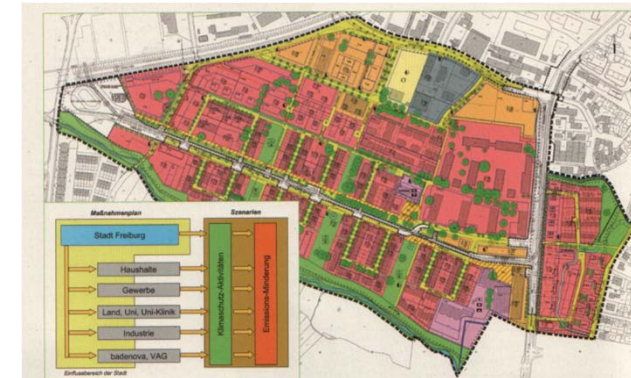 Maßnahmenplan
Szenarien
Stadt Freiburg
Haushalte
Gewerbe
Land, Uni, Uni-Klinik
Industrie
badenova, VAG
Klimaschutz-Aktivitäten
Emissions-Minderung
Einflussbereich der Stadt